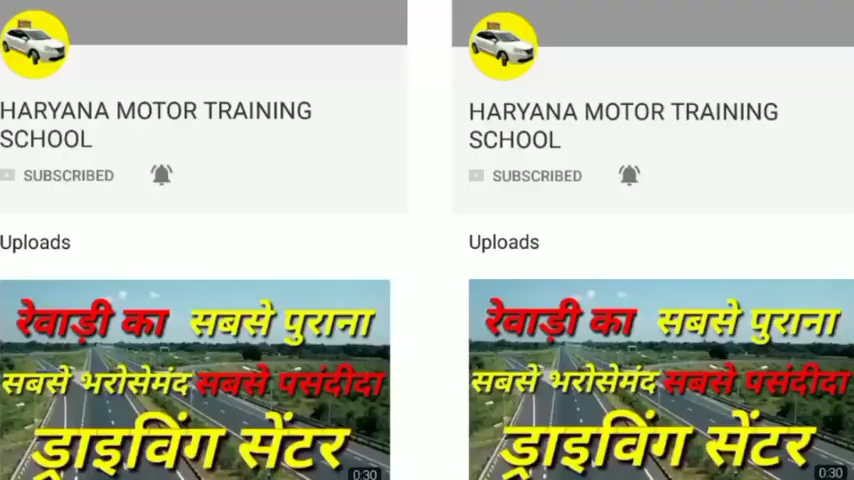 HARYANA MOTOR TRAINING
SCHOOL
SUBSCRIBED
Uploads
रेवाड़ी का सबसे पुराना
सबसें भरोसेमंद सबसे पसंदीदा
ड्राइविंग सेंटर
0:30
HARYANA MOTOR TRAINING
SCHOOL
SUBSCRIBED
Uploads
रेवाड़ी का सबसे पुराना
सबसें भरोसेमंद सबसे पसंदीदा
ड्राइविंग सेंटर
0:30